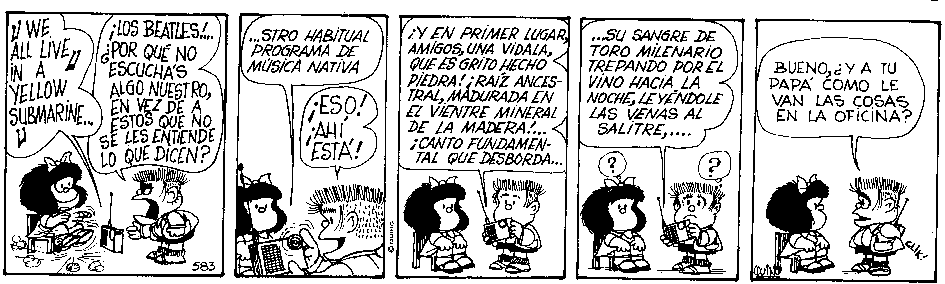 "WE
ALL LIVE
IN A
YELLOW
SUBMARINE...
¡LOS BEATLES!...
¿POR QUÉ NO
ESCUCHÁS
ALGO NUESTRO,
EN VEZ DE A
ESTOS QUE NO
SE LES ENTIENDE
LO QUE DICEN?
583
...STRO HABITUAL
PROGRAMA DE
MÚSICA NATIVA
¡ESO!
¡AHÍ
ESTÁ!
¡Y EN PRIMER LUGAR,
AMIGOS, UNA VIDALA,
QUE ES GRITO HECHO
PIEDRA! ¡RAÍZ ANCES-
TRAL, MADURADA EN
EL VIENTRE MINERAL
DE LA MADERA!...
¡CANTO FUNDAMEN-
TAL QUE DESBORDA...
...SU SANGRE DE
TORO MILENARIO
TREPANDO POR EL
VINO HACIA LA
NOCHE, LEYÉNDOLE
LAS VENAS AL
SALITRE,....
?
?
BUENO, ¿Y A TU
PAPÁ CÓMO LE
VAN LAS COSAS
EN LA OFICINA?
CLIK!